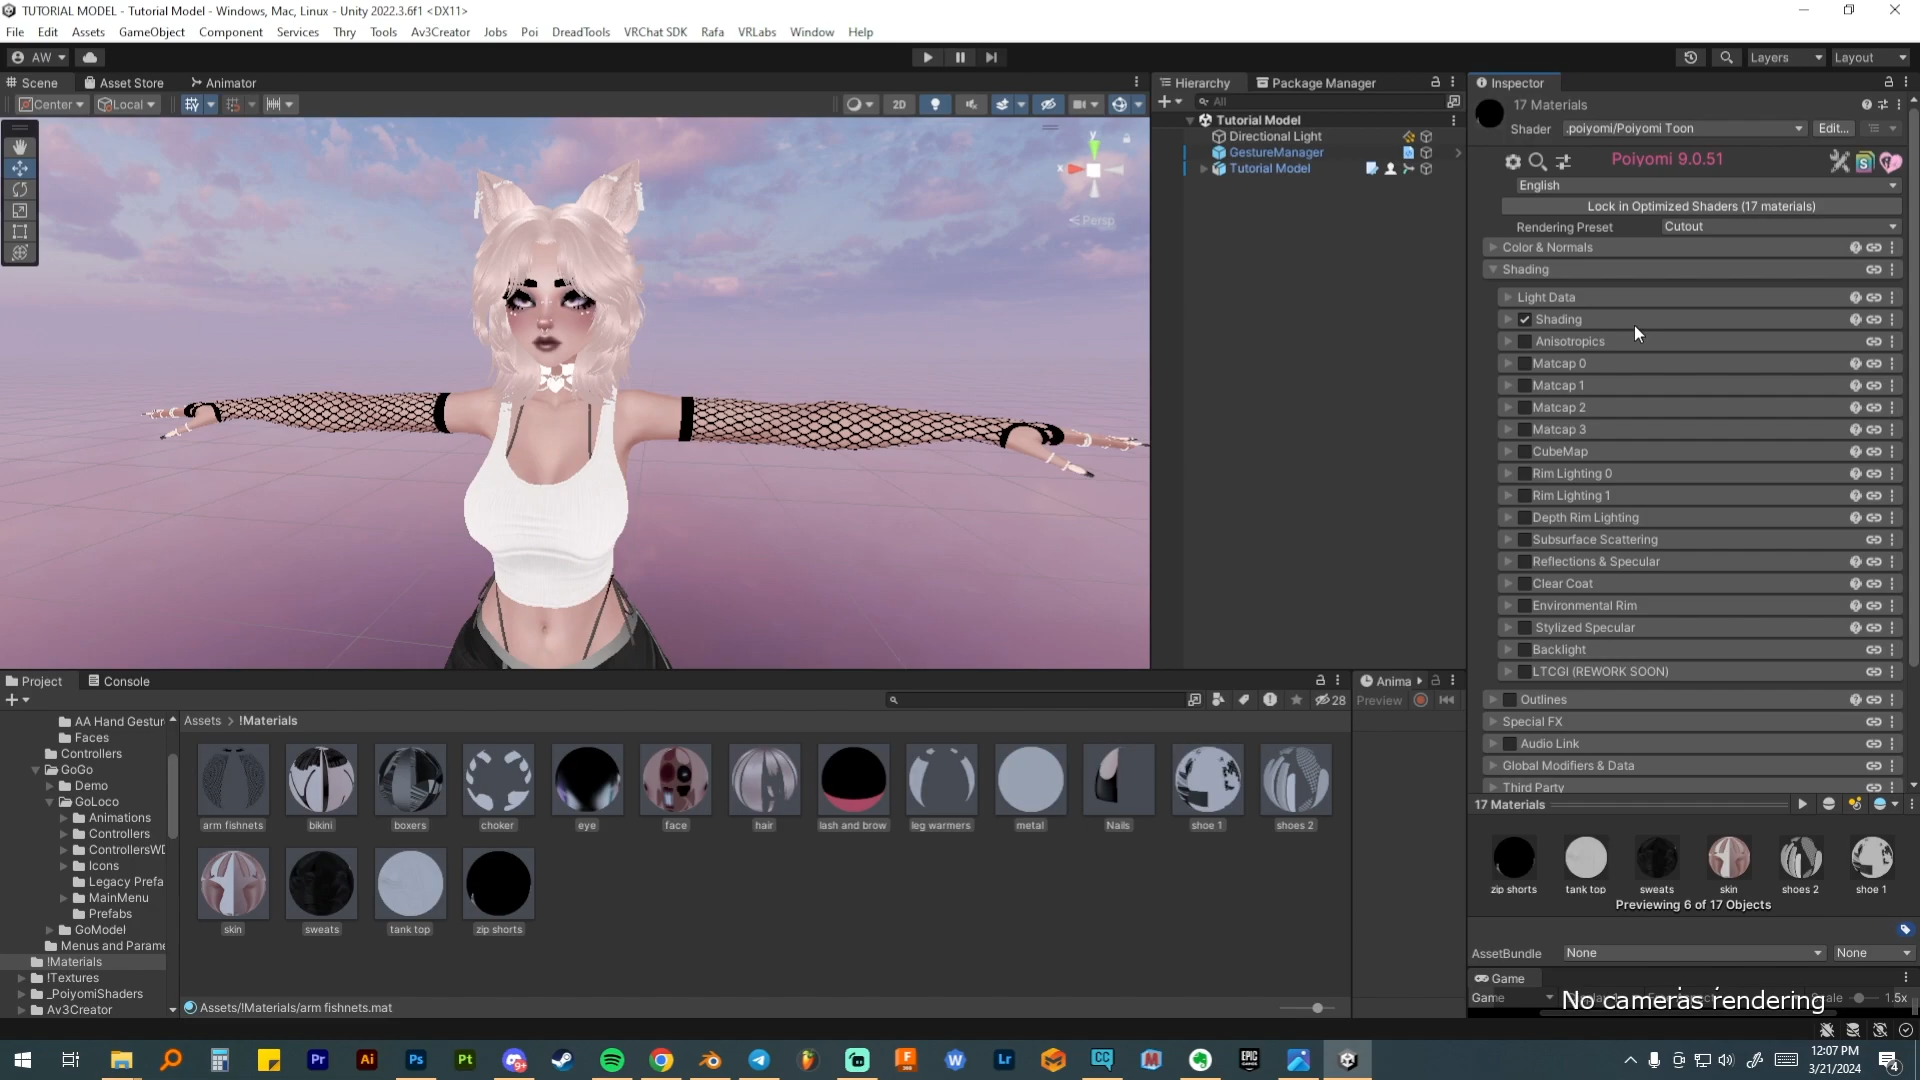 TUTORIAL MODEL - Tutorial Model - Windows, Mac, Linux - Unity 2022.3.6f1 <DX11>
File Edit Assets GameObject Component Services Thry Tools Av3Creator Jobs Poi DreadTools VRChat SDK Rafa VRLabs Window Help
AW Layers Layout
Scene Asset Store Animator
Center Local 2D
y
x
Persp
Hierarchy Package Manager
All
Tutorial Model
Directional Light
GestureManager
Tutorial Model
Inspector
17 Materials
Shader .poiyomi/Poiyomi Toon Edit...
Poiyomi 9.0.51
English
Lock in Optimized Shaders (17 materials)
Rendering Preset Cutout
Color & Normals
Shading
Light Data
Shading
Anisotropics
Matcap 0
Matcap 1
Matcap 2
Matcap 3
CubeMap
Rim Lighting 0
Rim Lighting 1
Depth Rim Lighting
Subsurface Scattering
Reflections & Specular
Clear Coat
Environmental Rim
Stylized Specular
Backlight
LTCGI (REWORK SOON)
Outlines
Special FX
Audio Link
Global Modifiers & Data
Third Party
17 Materials
zip shorts tank top sweats skin shoes 2 shoe 1
Previewing 6 of 17 Objects
AssetBundle None None
Game
Game 1.5x
No cameras rendering
Project Console
28
Anima
Preview
AA Hand Gestur
Faces
Controllers
GoGo
Demo
GoLoco
Animations
Controllers
ControllersWD
Icons
Legacy Prefa
MainMenu
Prefabs
GoModel
Menus and Parame
!Materials
!Textures
_PoiyomiShaders
Av3Creator
Assets > !Materials
arm fishnets bikini boxers choker eye face hair lash and brow leg warmers metal Nails shoe 1 shoes 2
skin sweats tank top zip shorts
Assets/!Materials/arm fishnets.mat
Pr Ai Ps Pt 9+ F W Lr CC M EPIC GAMES
12:07 PM
3/21/2024
4